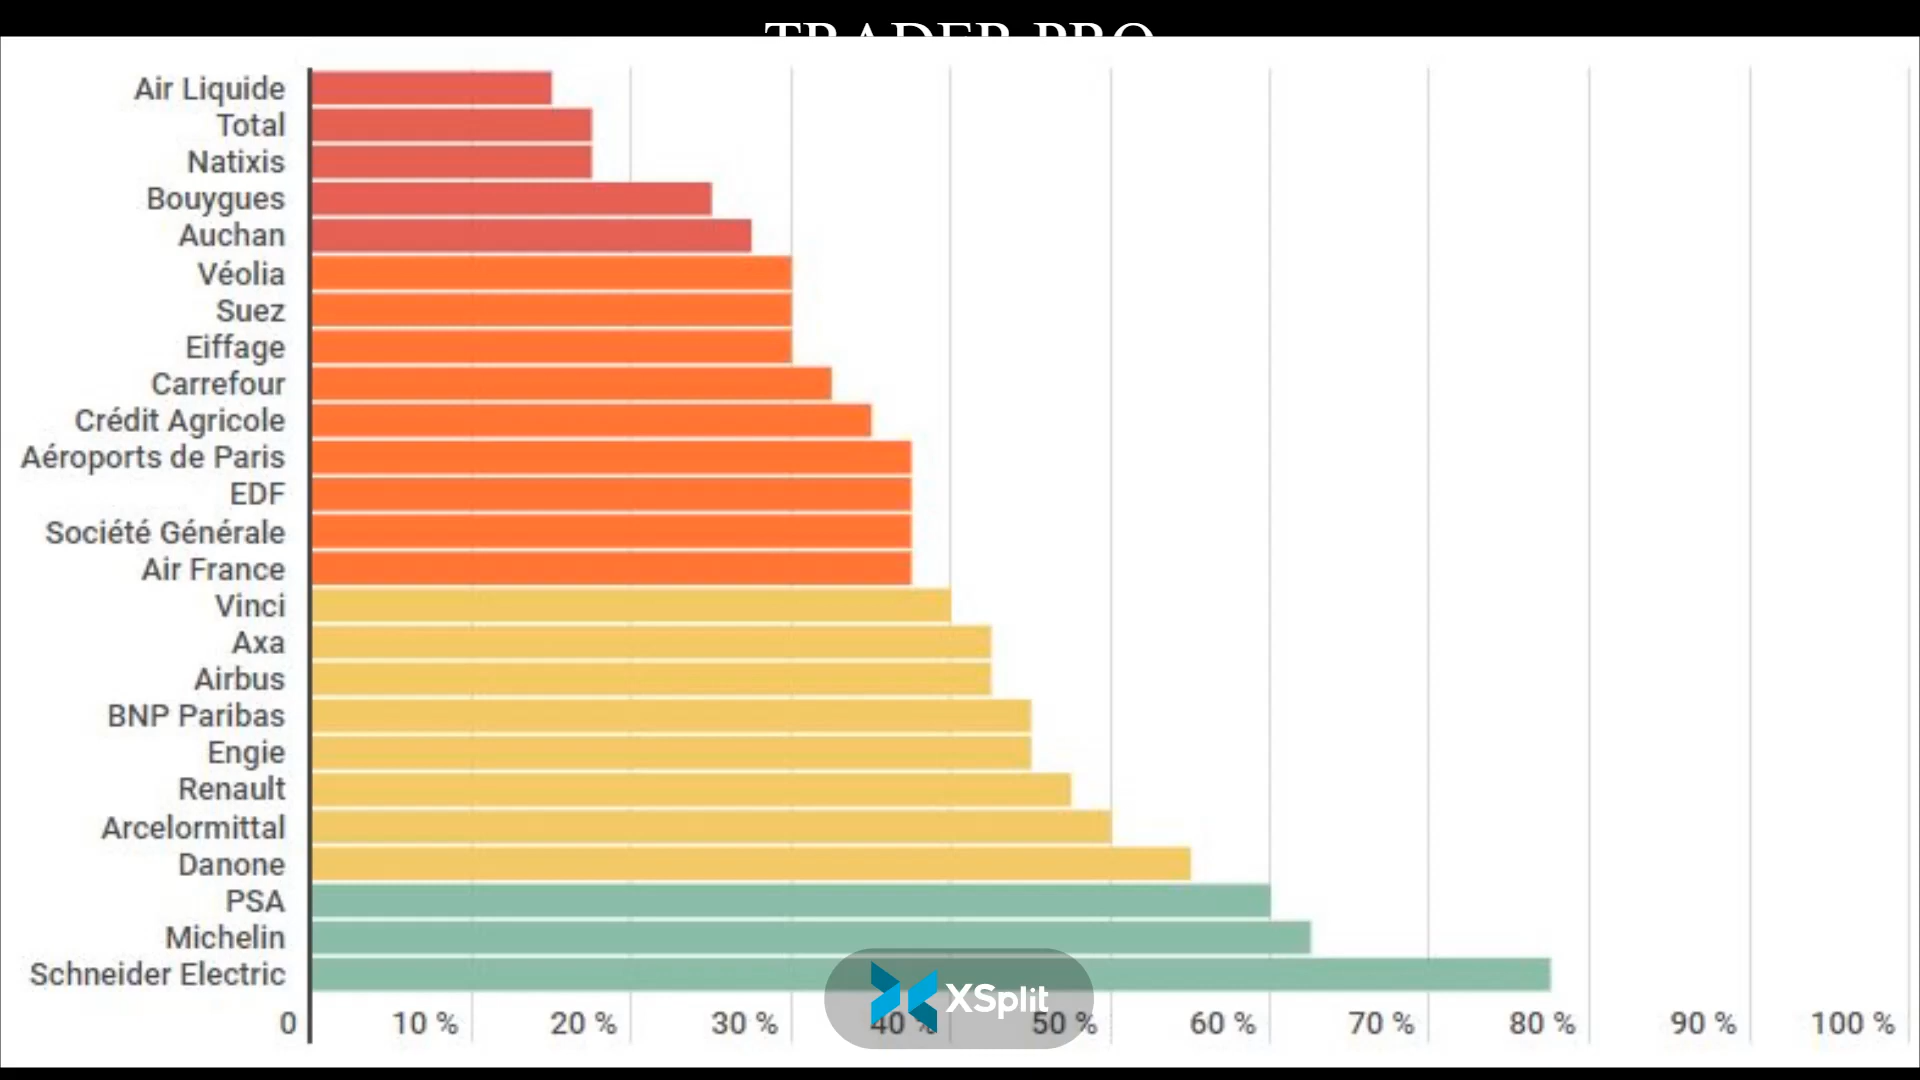 TRADER PRO
Air Liquide
Total
Natixis
Bouygues
Auchan
Véolia
Suez
Eiffage
Carrefour
Crédit Agricole
Aéroports de Paris
EDF
Société Générale
Air France
Vinci
Axa
Airbus
BNP Paribas
Engie
Renault
Arcelormittal
Danone
PSA
Michelin
Schneider Electric
XSplit
0 10 % 20 % 30 % 40 % 50 % 60 % 70 % 80 % 90 % 100 %